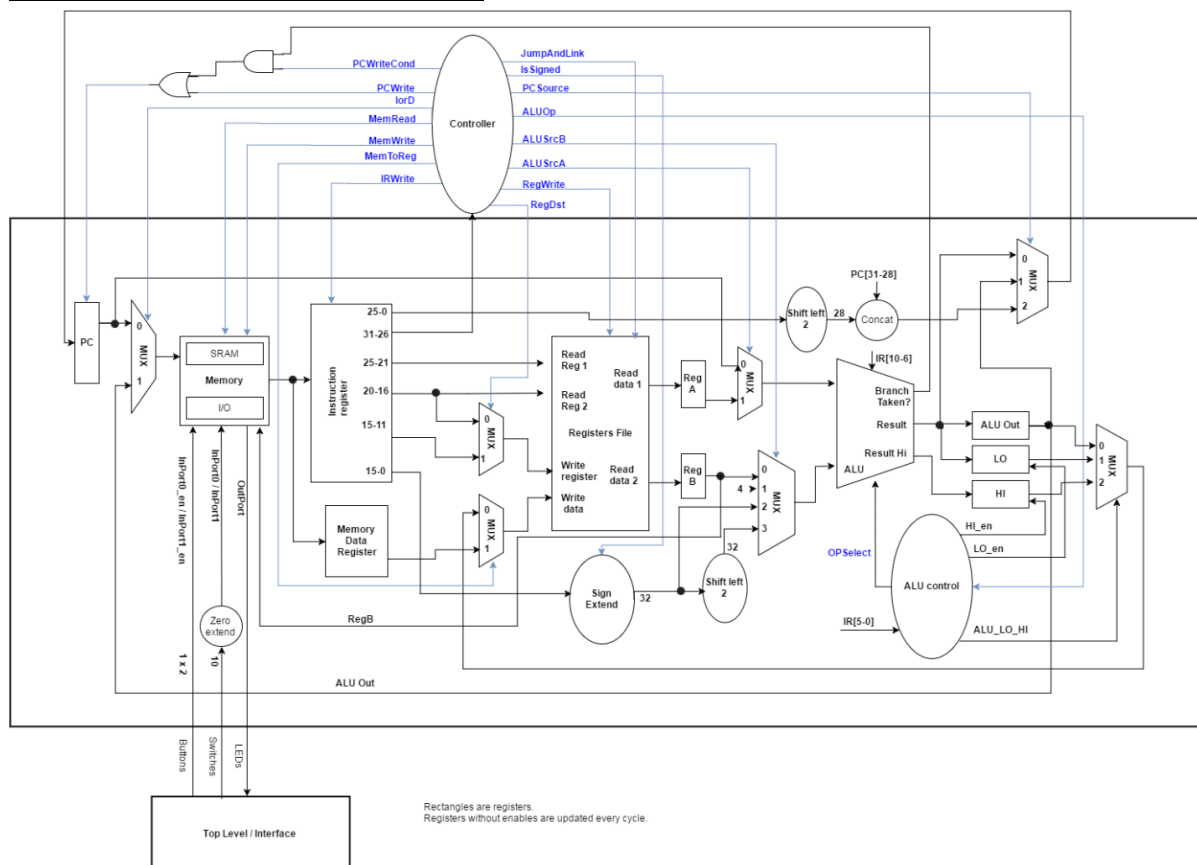 JumpAndLink
IsSigned
PCWriteCond
PCSource
PCWrite
IorD
ALUOp
MemRead
Controller
MemWrite
ALUSrcB
MemToReg
ALUSrcA
IRWrite
RegWrite
RegDst
PC[31-28]
0
1
2
MUX
25-0
Shift left
2
28
Concat
31-26
PC
0
1
MUX
SRAM
Memory
I/O
Instruction
register
25-21
20-16
15-11
15-0
Read
Reg 1
Read
Reg 2
Read
data 1
Registers File
Write
register
Read
data 2
Write
data
0
1
MUX
Reg
A
0
1
MUX
IR[10-6]
Branch
Taken?
Result
Result Hi
ALU
ALU Out
LO
HI
0
1
2
MUX
Reg
B
4
0
1
2
3
MUX
0
1
MUX
Memory
Data
Register
InPort0_en / InPort1_en
InPort0 / InPort1
OutPort
HI_en
LO_en
OPSelect
ALU control
32
Shift left
2
Sign
Extend
32
RegB
Zero
extend
IR[5-0]
ALU_LO_HI
1 x 2
10
ALU Out
Buttons
Switches
LEDs
Top Level / Interface
Rectangles are registers.
Registers without enables are updated every cycle.